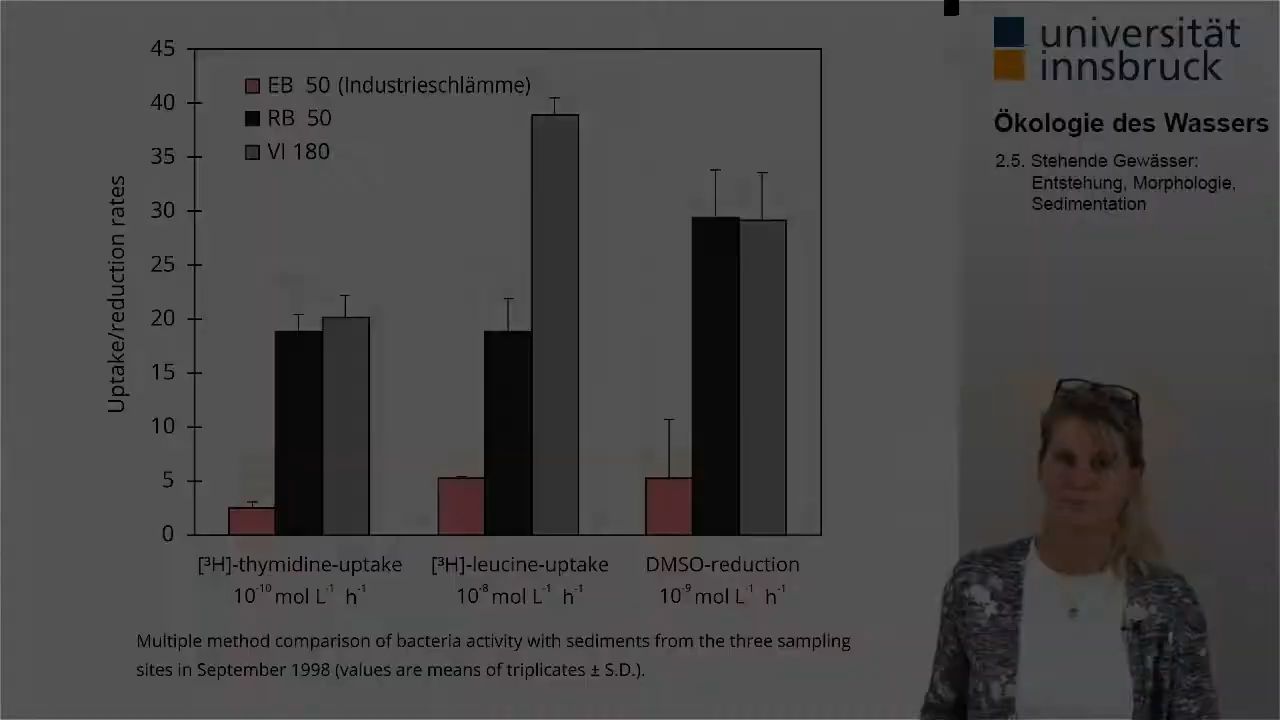 45
40
35
30
25
20
15
10
5
0
Uptake/reduction rates
EB 50 (Industrieschlämme)
RB 50
VI 180
[³H]-thymidine-uptake
10⁻¹⁰ mol L⁻¹ h⁻¹
[³H]-leucine-uptake
10⁻⁸ mol L⁻¹ h⁻¹
DMSO-reduction
10⁻⁹ mol L⁻¹ h⁻¹
Multiple method comparison of bacteria activity with sediments from the three sampling
sites in September 1998 (values are means of triplicates ± S.D.).
universität
innsbruck
Ökologie des Wassers
2.5. Stehende Gewässer:
Entstehung, Morphologie,
Sedimentation